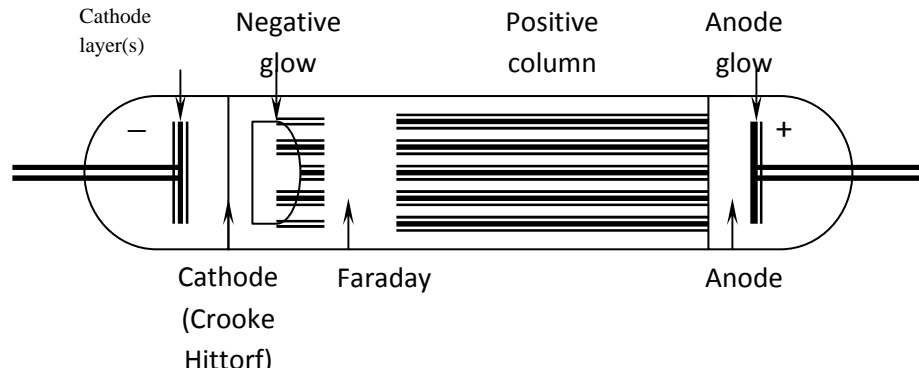 Cathode
layer(s)
Negative
glow
Positive
column
Anode
glow
–
+
Cathode
(Crooke
Hittorf)
Faraday
Anode